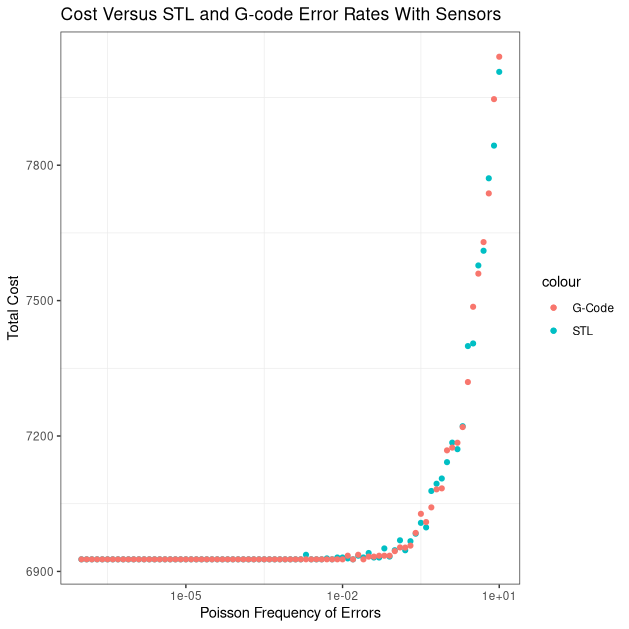 Cost Versus STL and G-code Error Rates With Sensors
7800
7500
7200
6900
Total Cost
1e-05
1e-02
1e+01
Poisson Frequency of Errors
colour
G-Code
STL